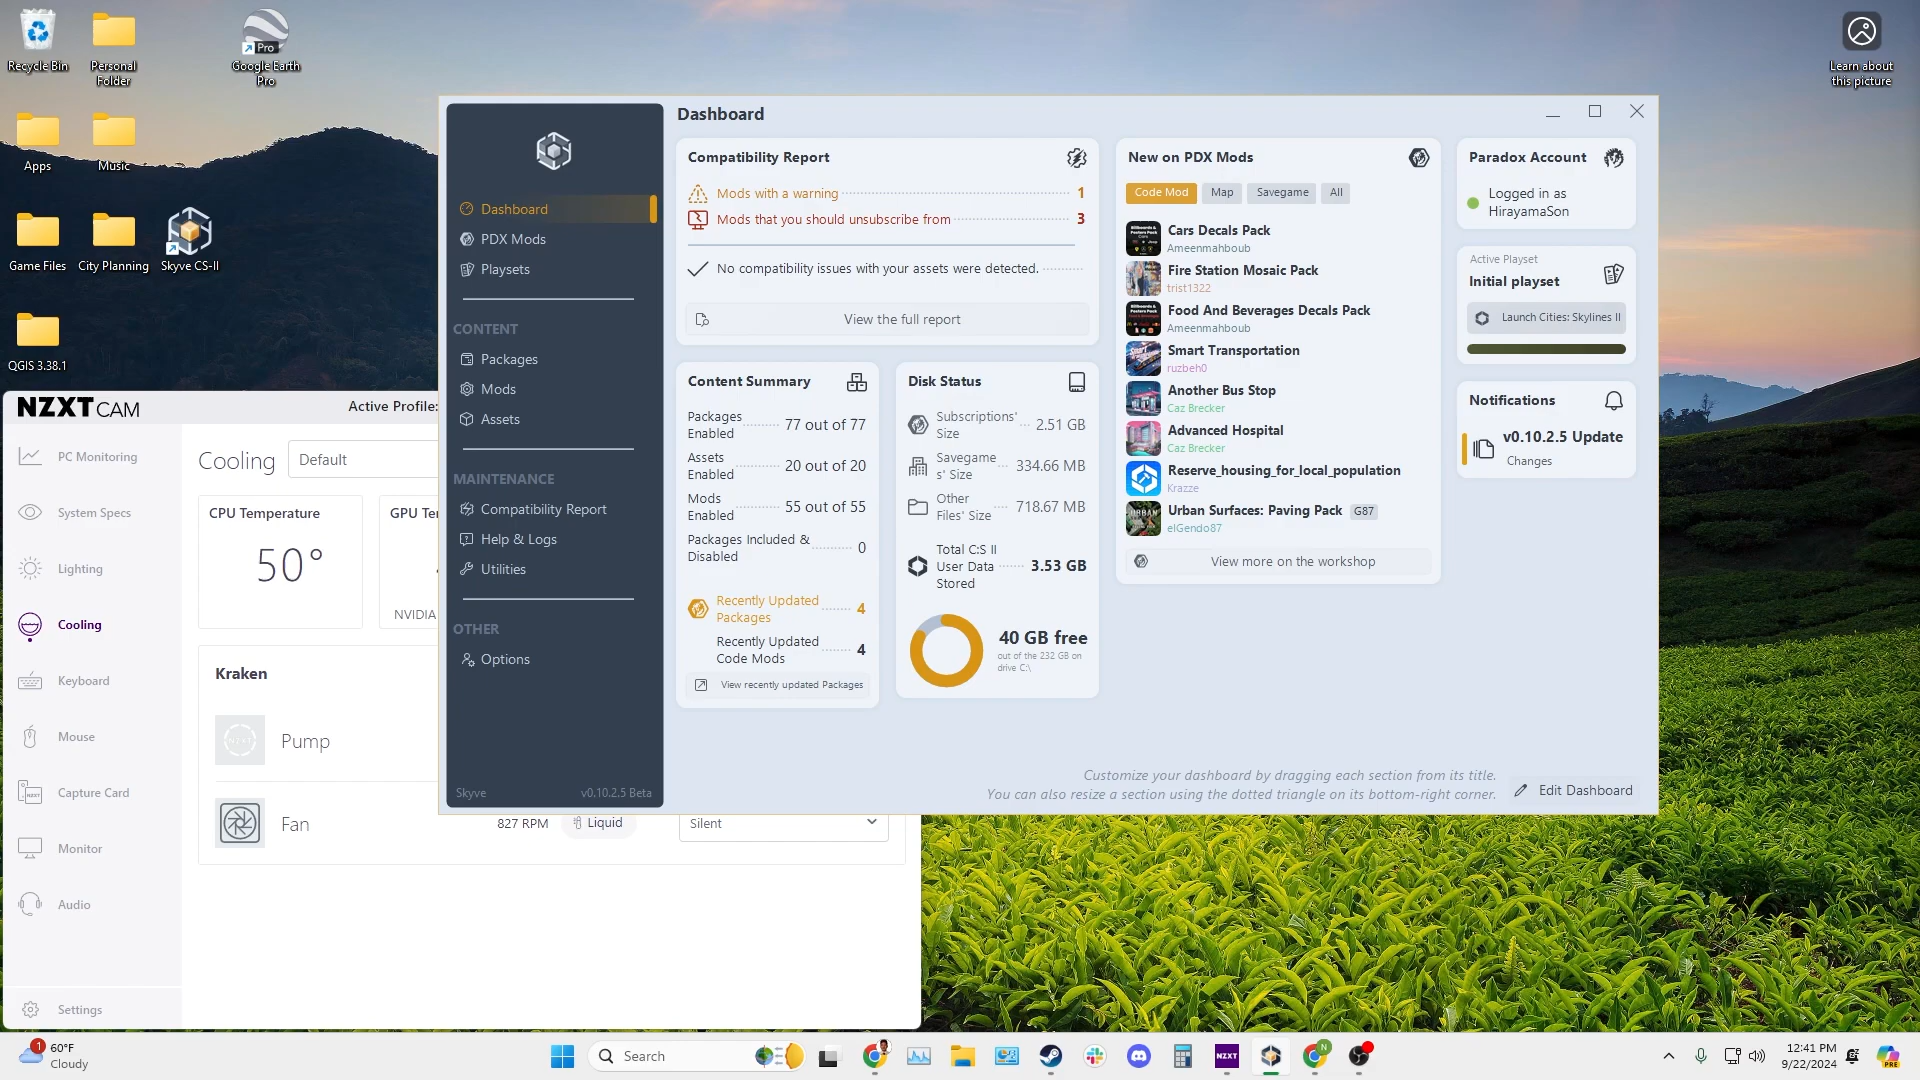 Recycle Bin
Personal
Folder
Pro
Google Earth
Pro
Learn about
this picture
Apps
Music
Game Files
City Planning
Skyve CS-II
QGIS 3.38.1
NZXT CAM
Active Profile:
PC Monitoring
System Specs
Lighting
Cooling
Keyboard
Mouse
Capture Card
Monitor
Audio
Settings
Cooling
Default
CPU Temperature
50°
GPU Te
NVIDIA
Kraken
Pump
Fan
827 RPM
Liquid
Silent
Dashboard
PDX Mods
Playsets
CONTENT
Packages
Mods
Assets
MAINTENANCE
Compatibility Report
Help & Logs
Utilities
OTHER
Options
Skyve
v0.10.2.5 Beta
Dashboard
Compatibility Report
Mods with a warning 1
Mods that you should unsubscribe from 3
No compatibility issues with your assets were detected.
View the full report
Content Summary
Packages
Enabled
77 out of 77
Assets
Enabled
20 out of 20
Mods
Enabled
55 out of 55
Packages Included &
Disabled
0
Recently Updated
Packages
4
Recently Updated
Code Mods
4
View recently updated Packages
Disk Status
Subscriptions'
Size
2.51 GB
Savegame
s' Size
334.66 MB
Other
Files' Size
718.67 MB
Total C:S II
User Data
Stored
3.53 GB
40 GB free
out of the 232 GB on
drive C:\
New on PDX Mods
Code Mod
Map
Savegame
All
Cars Decals Pack
Ameenmahboub
Fire Station Mosaic Pack
trist1322
Food And Beverages Decals Pack
Ameenmahboub
Smart Transportation
ruzbeh0
Another Bus Stop
Caz Brecker
Advanced Hospital
Caz Brecker
Reserve_housing_for_local_population
Krazze
Urban Surfaces: Paving Pack G87
elGendo87
View more on the workshop
Paradox Account
Logged in as
HirayamaSon
Active Playset
Initial playset
Launch Cities: Skylines II
Notifications
v0.10.2.5 Update
Changes
Customize your dashboard by dragging each section from its title.
You can also resize a section using the dotted triangle on its bottom-right corner.
Edit Dashboard
1
60°F
Cloudy
Search
NZXT
N
12:41 PM
9/22/2024
PRE